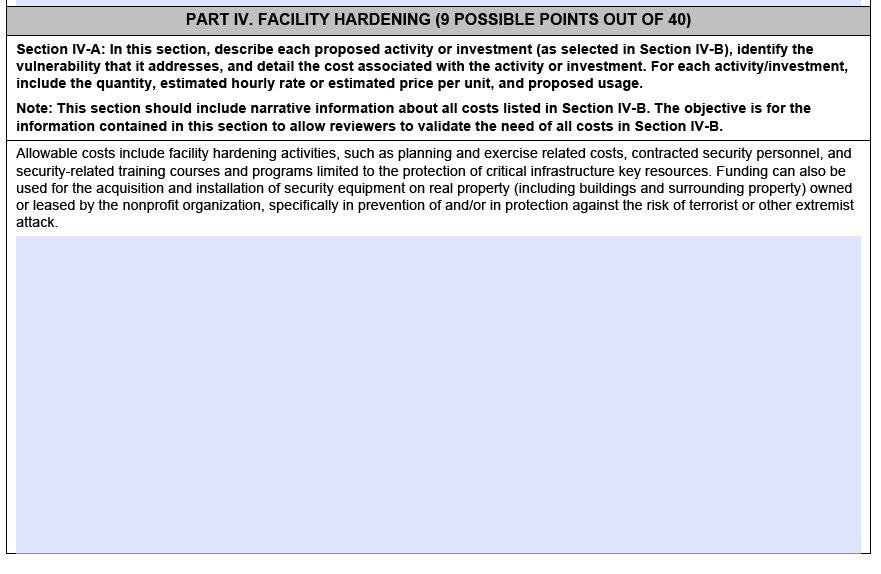 PART IV. FACILITY HARDENING (9 POSSIBLE POINTS OUT OF 40)
Section IV-A: In this section, describe each proposed activity or investment (as selected in Section IV-B), identify the
vulnerability that it addresses, and detail the cost associated with the activity or investment. For each activity/investment,
include the quantity, estimated hourly rate or estimated price per unit, and proposed usage.
Note: This section should include narrative information about all costs listed in Section IV-B. The objective is for the
information contained in this section to allow reviewers to validate the need of all costs in Section IV-B.
Allowable costs include facility hardening activities, such as planning and exercise related costs, contracted security personnel, and
security-related training courses and programs limited to the protection of critical infrastructure key resources. Funding can also be
used for the acquisition and installation of security equipment on real property (including buildings and surrounding property) owned
or leased by the nonprofit organization, specifically in prevention of and/or in protection against the risk of terrorist or other extremist
attack.